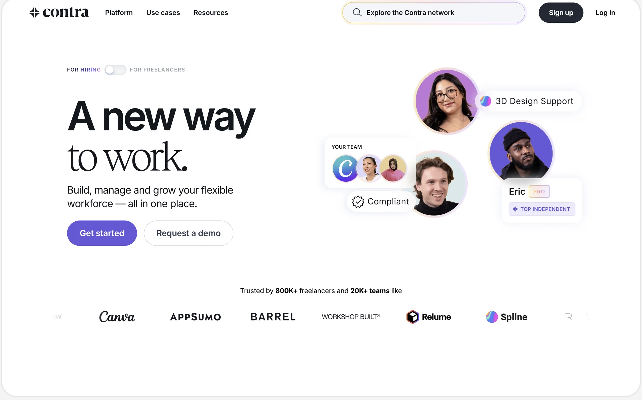 contra
Platform
Use cases
Resources
Explore the Contra network
Sign up
Log in
FOR HIRING
FOR FREELANCERS
A new way
to work.
Build, manage and grow your flexible
workforce — all in one place.
Get started
Request a demo
3D Design Support
YOUR TEAM
C
Compliant
Eric
PRO
TOP INDEPENDENT
Trusted by 800K+ freelancers and 20K+ teams like
Canva
APPSUMO
BARREL
WORKSHOP BUILT
Relume
Spline